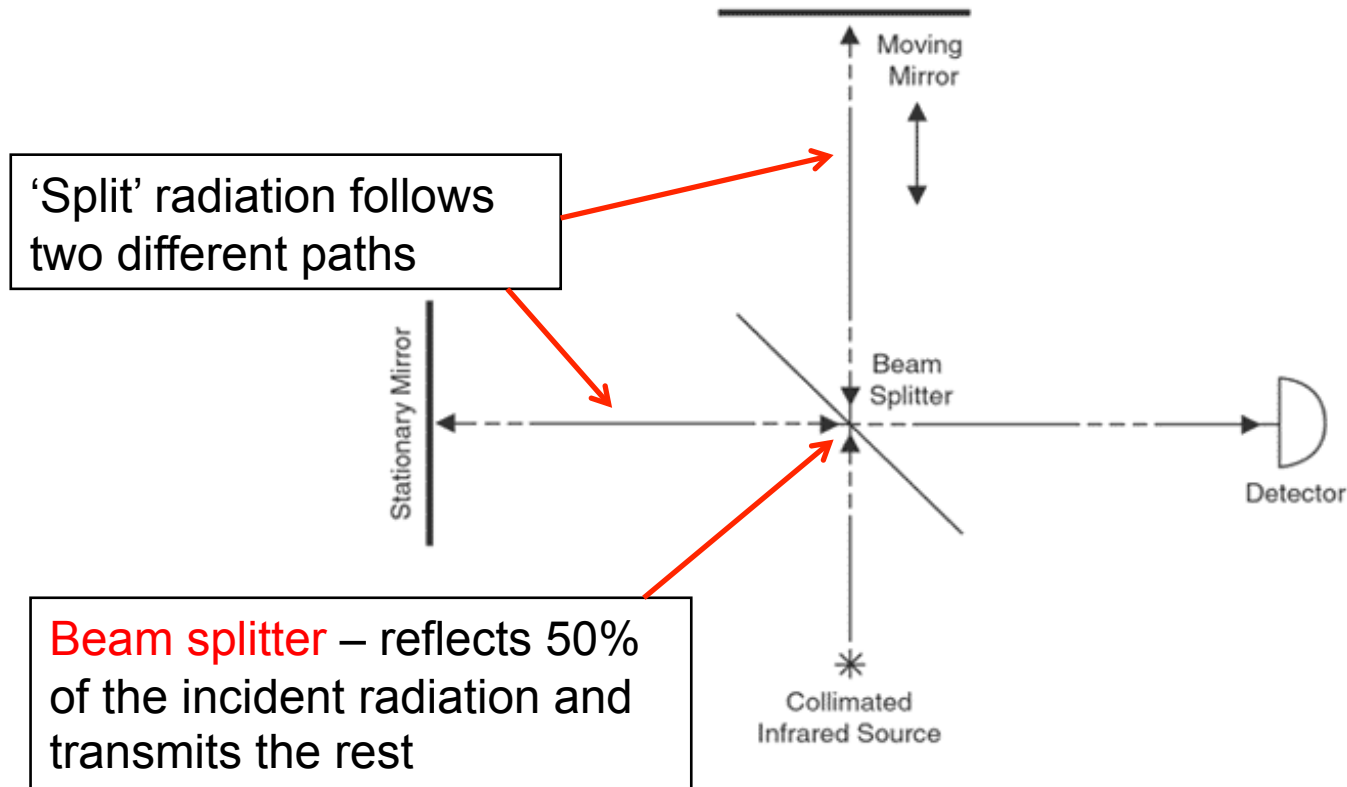 Moving
Mirror
‘Split’ radiation follows
two different paths
Stationary Mirror
Beam
Splitter
Detector
Beam splitter – reflects 50%
of the incident radiation and
transmits the rest
Collimated
Infrared Source